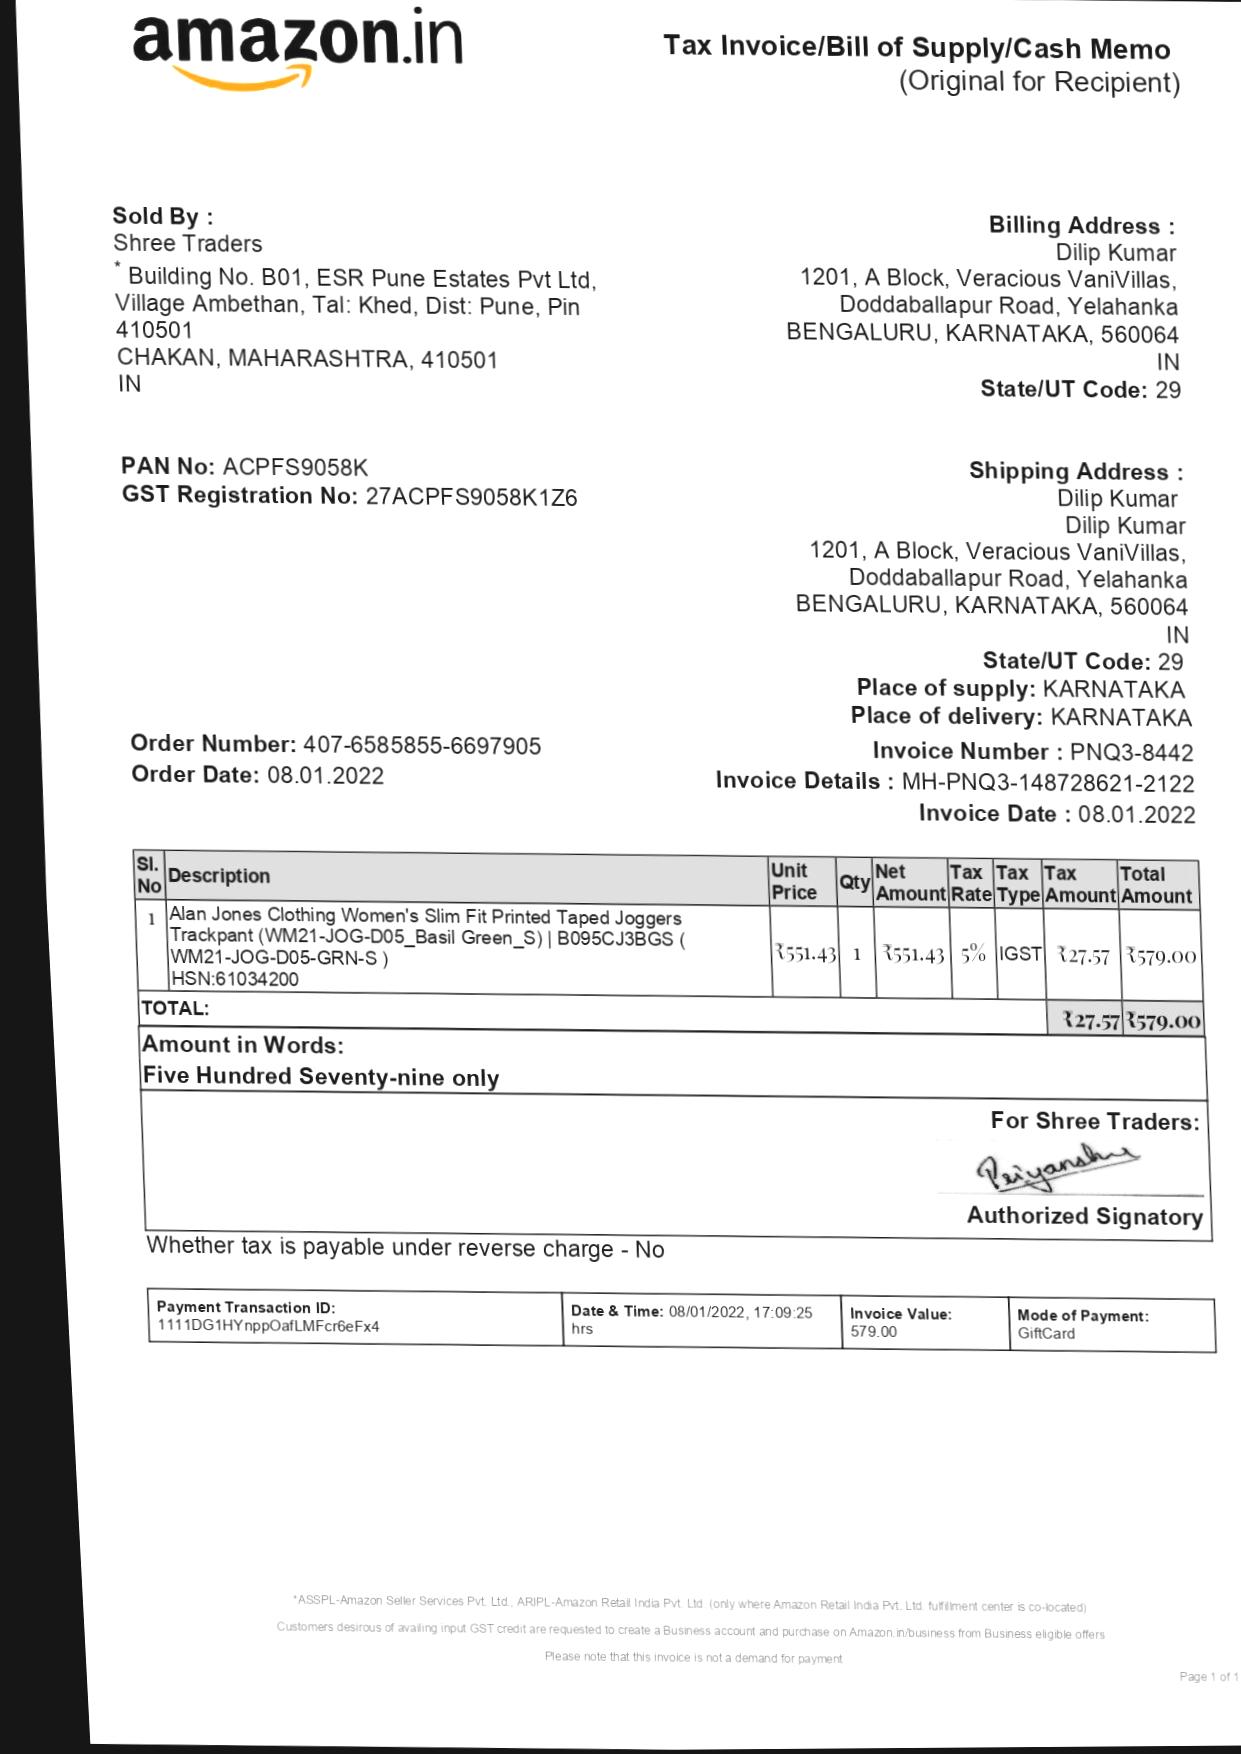 amazon.in
Tax Invoice/Bill of Supply/Cash Memo
(Original for Recipient)
Sold By :
Shree Traders
* Building No. B01, ESR Pune Estates Pvt Ltd,
Village Ambethan, Tal: Khed, Dist: Pune, Pin
410501
CHAKAN, MAHARASHTRA, 410501
IN
Billing Address :
Dilip Kumar
1201, A Block, Veracious VaniVillas,
Doddaballapur Road, Yelahanka
BENGALURU, KARNATAKA, 560064
IN
State/UT Code: 29
PAN No: ACPFS9058K
GST Registration No: 27ACPFS9058K1Z6
Shipping Address :
Dilip Kumar
Dilip Kumar
1201, A Block, Veracious VaniVillas,
Doddaballapur Road, Yelahanka
BENGALURU, KARNATAKA, 560064
IN
State/UT Code: 29
Place of supply: KARNATAKA
Place of delivery: KARNATAKA
Order Number: 407-6585855-6697905
Order Date: 08.01.2022
Invoice Number : PNQ3-8442
Invoice Details : MH-PNQ3-148728621-2122
Invoice Date : 08.01.2022
Sl. No Description Unit Price Qty Net Amount Tax Rate Tax Type Tax Amount Total Amount
1 Alan Jones Clothing Women's Slim Fit Printed Taped Joggers
Trackpant (WM21-JOG-D05_Basil Green_S) | B095CJ3BGS (
WM21-JOG-D05-GRN-S )
HSN:61034200
₹551.43 1 ₹551.43 5% IGST ₹27.57 ₹579.00
TOTAL: ₹27.57 ₹579.00
Amount in Words:
Five Hundred Seventy-nine only
For Shree Traders:
Priyanshu
Authorized Signatory
Whether tax is payable under reverse charge - No
Payment Transaction ID:
1111DG1HYnppOafLMFcr6eFx4
Date & Time: 08/01/2022, 17:09:25
hrs
Invoice Value:
579.00
Mode of Payment:
GiftCard
*ASSPL-Amazon Seller Services Pvt. Ltd., ARIPL-Amazon Retail India Pvt. Ltd. (only where Amazon Retail India Pvt. Ltd. fulfillment center is co-located)
Customers desirous of availing input GST credit are requested to create a Business account and purchase on Amazon.in/business from Business eligible offers
Please note that this invoice is not a demand for payment
Page 1 of 1